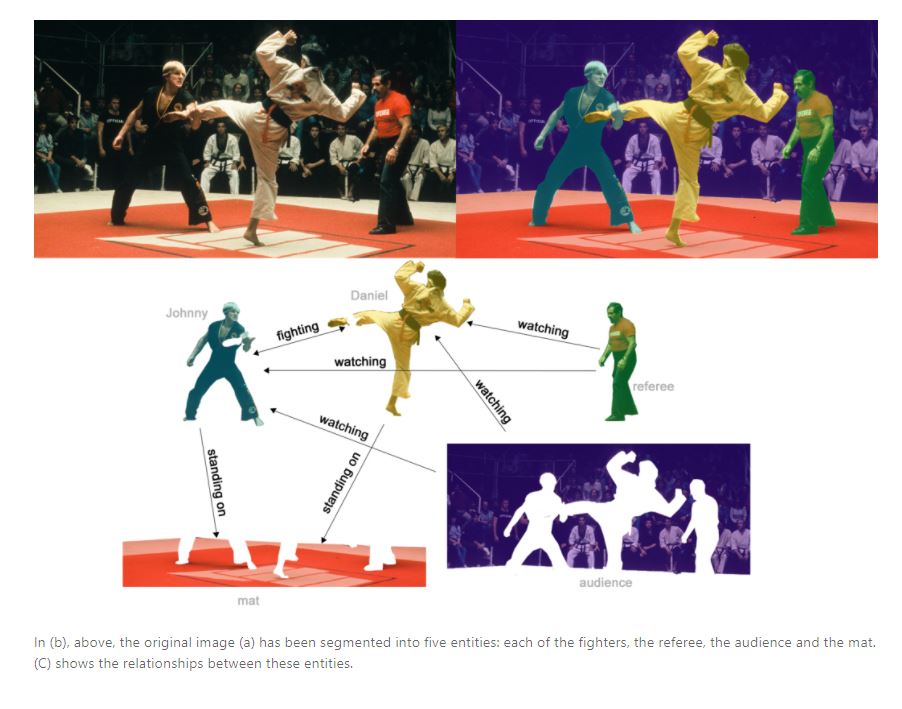 Daniel
Johnny
fighting
watching
watching
referee
watching
watching
standing on
standing on
audience
mat
In (b), above, the original image (a) has been segmented into five entities: each of the fighters, the referee, the audience and the mat.
(C) shows the relationships between these entities.